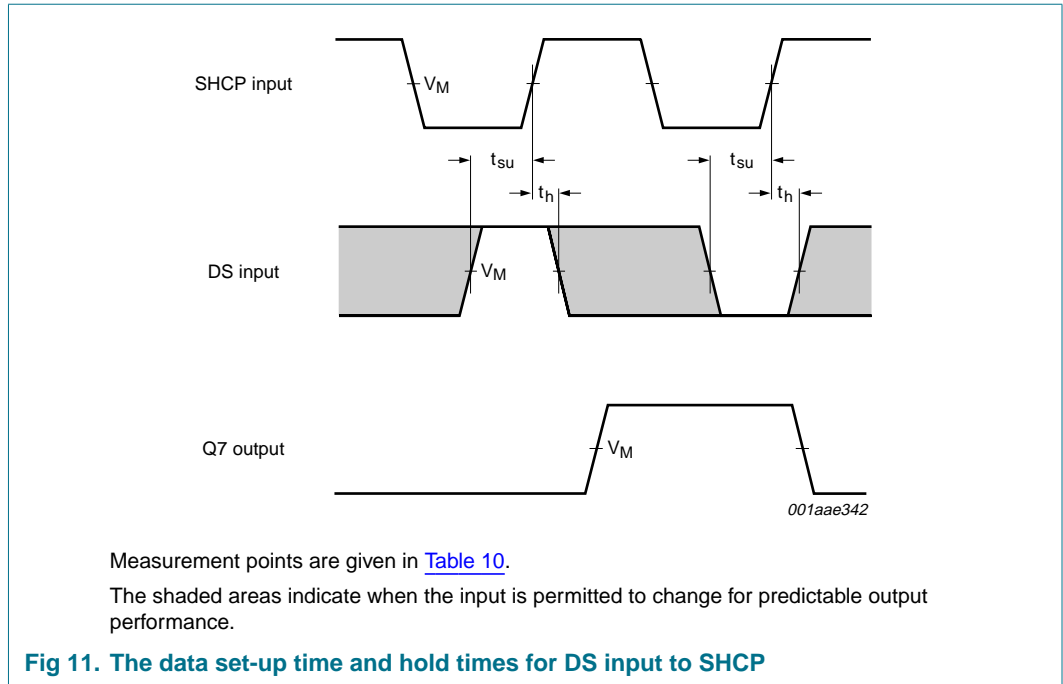 SHCP input
VM
tsu
tsu
th
th
DS input
VM
Q7 output
VM
001aae342
Measurement points are given in Table 10.
The shaded areas indicate when the input is permitted to change for predictable output
performance.
Fig 11. The data set-up time and hold times for DS input to SHCP